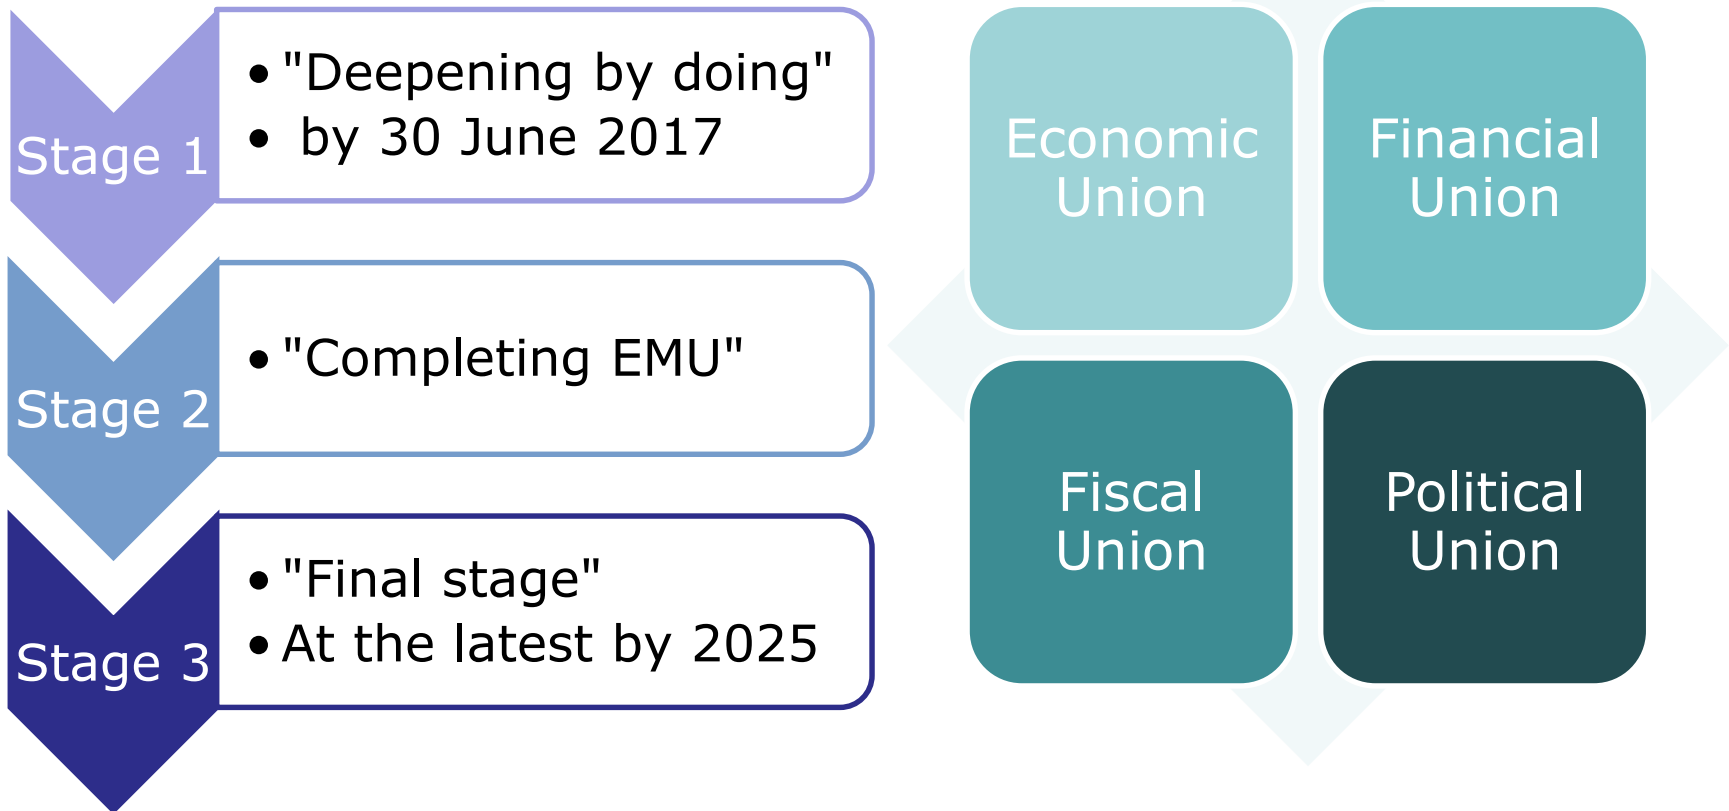 Stage 1
• "Deepening by doing"
• by 30 June 2017
Stage 2
• "Completing EMU"
Stage 3
• "Final stage"
• At the latest by 2025
Economic
Union
Financial
Union
Fiscal
Union
Political
Union